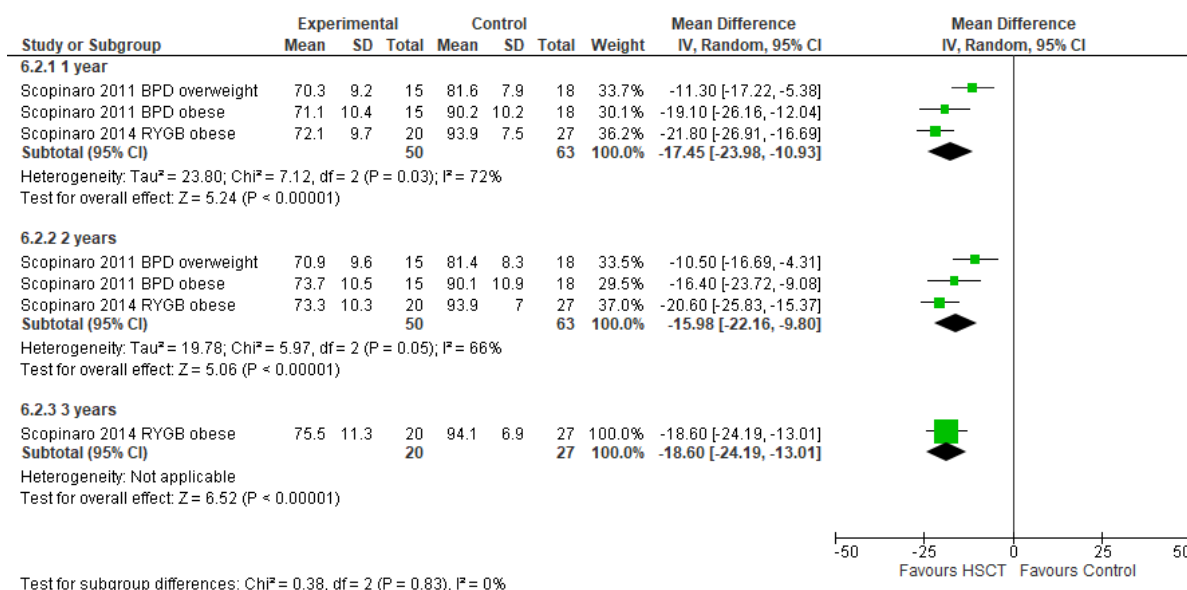 Experimental Control Mean Difference Mean Difference
Study or Subgroup Mean SD Total Mean SD Total Weight IV, Random, 95% CI IV, Random, 95% CI
6.2.1 1 year
Scopinaro 2011 BPD overweight 70.3 9.2 15 81.6 7.9 18 33.7% -11.30 [-17.22, -5.38]
Scopinaro 2011 BPD obese 71.1 10.4 15 90.2 10.2 18 30.1% -19.10 [-26.16, -12.04]
Scopinaro 2014 RYGB obese 72.1 9.7 20 93.9 7.5 27 36.2% -21.80 [-26.91, -16.69]
Subtotal (95% CI) 50 63 100.0% -17.45 [-23.98, -10.93]
Heterogeneity: Tau² = 23.80; Chi² = 7.12, df = 2 (P = 0.03); I² = 72%
Test for overall effect: Z = 5.24 (P < 0.00001)
6.2.2 2 years
Scopinaro 2011 BPD overweight 70.9 9.6 15 81.4 8.3 18 33.5% -10.50 [-16.69, -4.31]
Scopinaro 2011 BPD obese 73.7 10.5 15 90.1 10.9 18 29.5% -16.40 [-23.72, -9.08]
Scopinaro 2014 RYGB obese 73.3 10.3 20 93.9 7 27 37.0% -20.60 [-25.83, -15.37]
Subtotal (95% CI) 50 63 100.0% -15.98 [-22.16, -9.80]
Heterogeneity: Tau² = 19.78; Chi² = 5.97, df = 2 (P = 0.05); I² = 66%
Test for overall effect: Z = 5.06 (P < 0.00001)
6.2.3 3 years
Scopinaro 2014 RYGB obese 75.5 11.3 20 94.1 6.9 27 100.0% -18.60 [-24.19, -13.01]
Subtotal (95% CI) 20 27 100.0% -18.60 [-24.19, -13.01]
Heterogeneity: Not applicable
Test for overall effect: Z = 6.52 (P < 0.00001)
-50 -25 0 25 50
Favours HSCT Favours Control
Test for subgroup differences: Chi² = 0.38, df = 2 (P = 0.83), I² = 0%